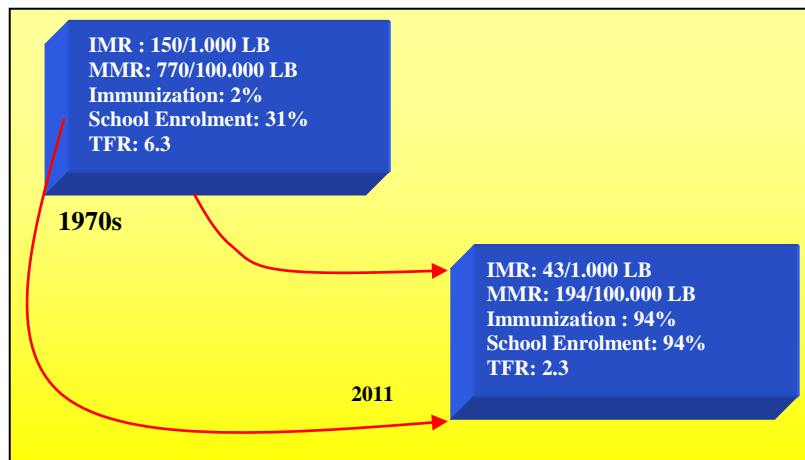 IMR : 150/1.000 LB
MMR: 770/100.000 LB
Immunization: 2%
School Enrolment: 31%
TFR: 6.3
1970s
IMR: 43/1.000 LB
MMR: 194/100.000 LB
Immunization : 94%
School Enrolment: 94%
TFR: 2.3
2011